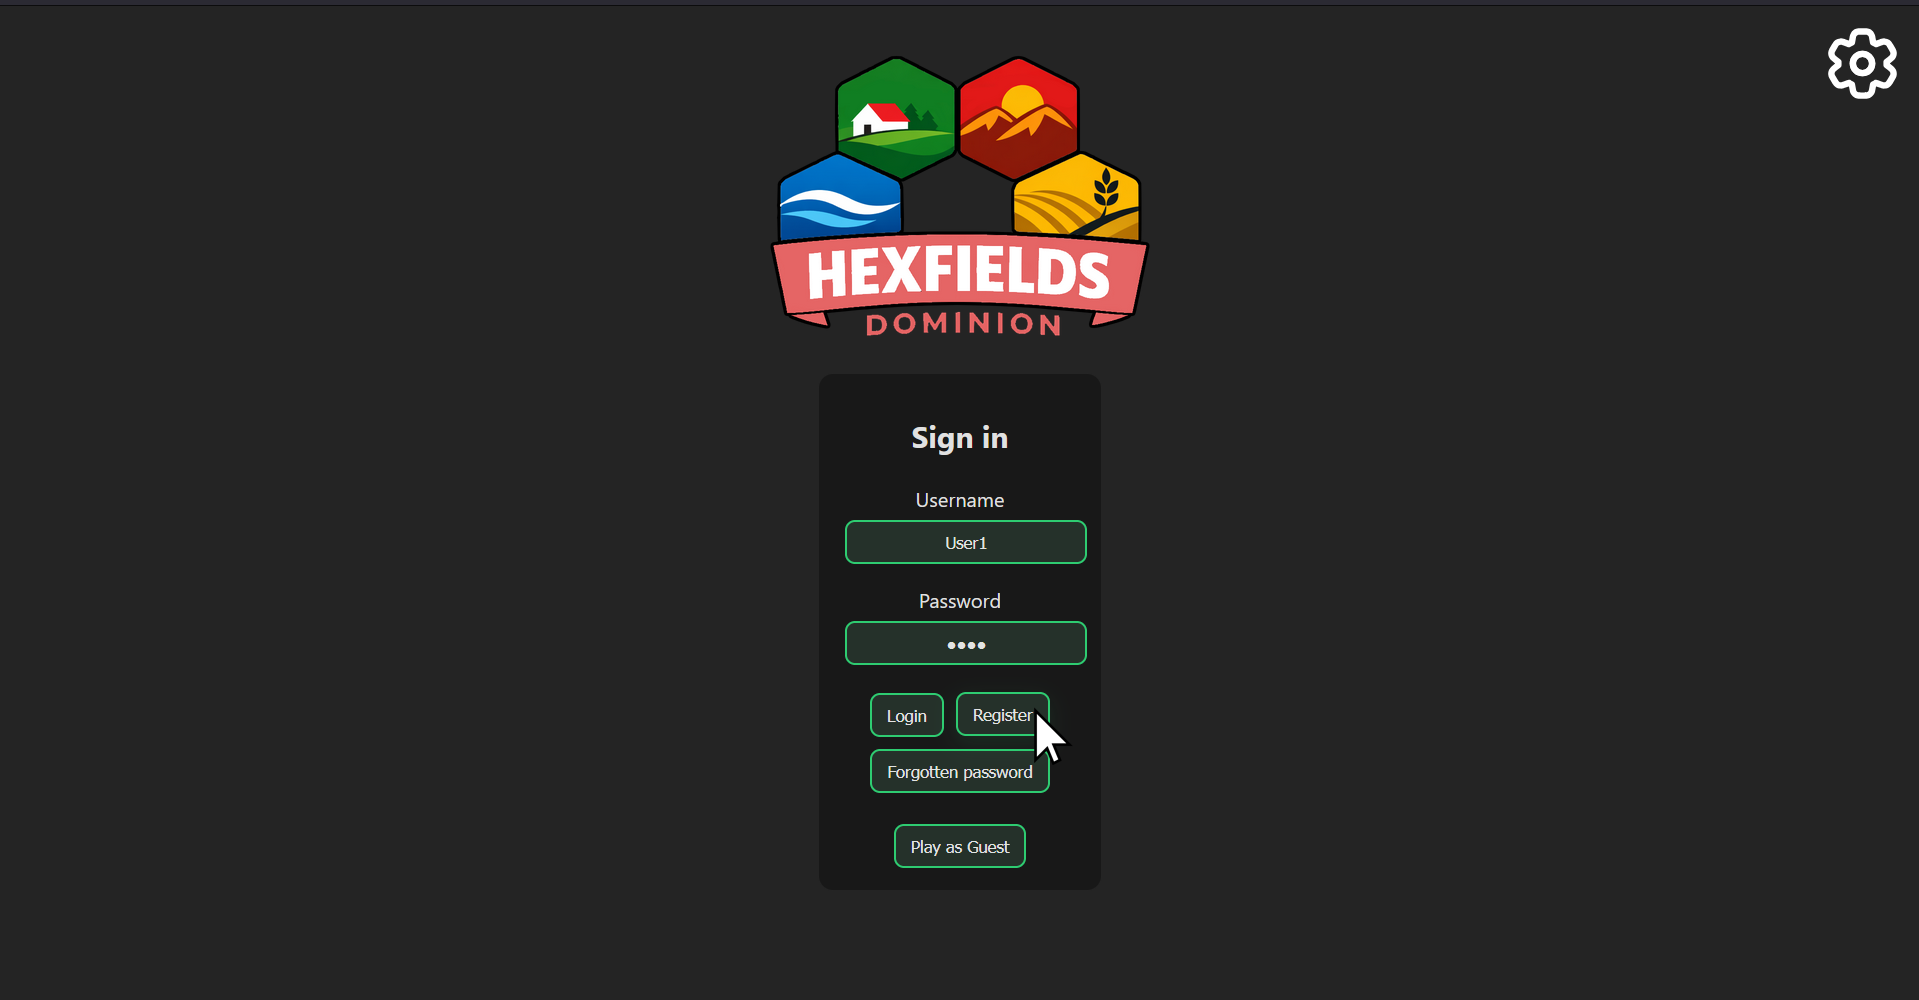 HEXFIELDS
DOMINION
Sign in
Username
User1
Password
••••
Login Register
Forgotten password
Play as Guest